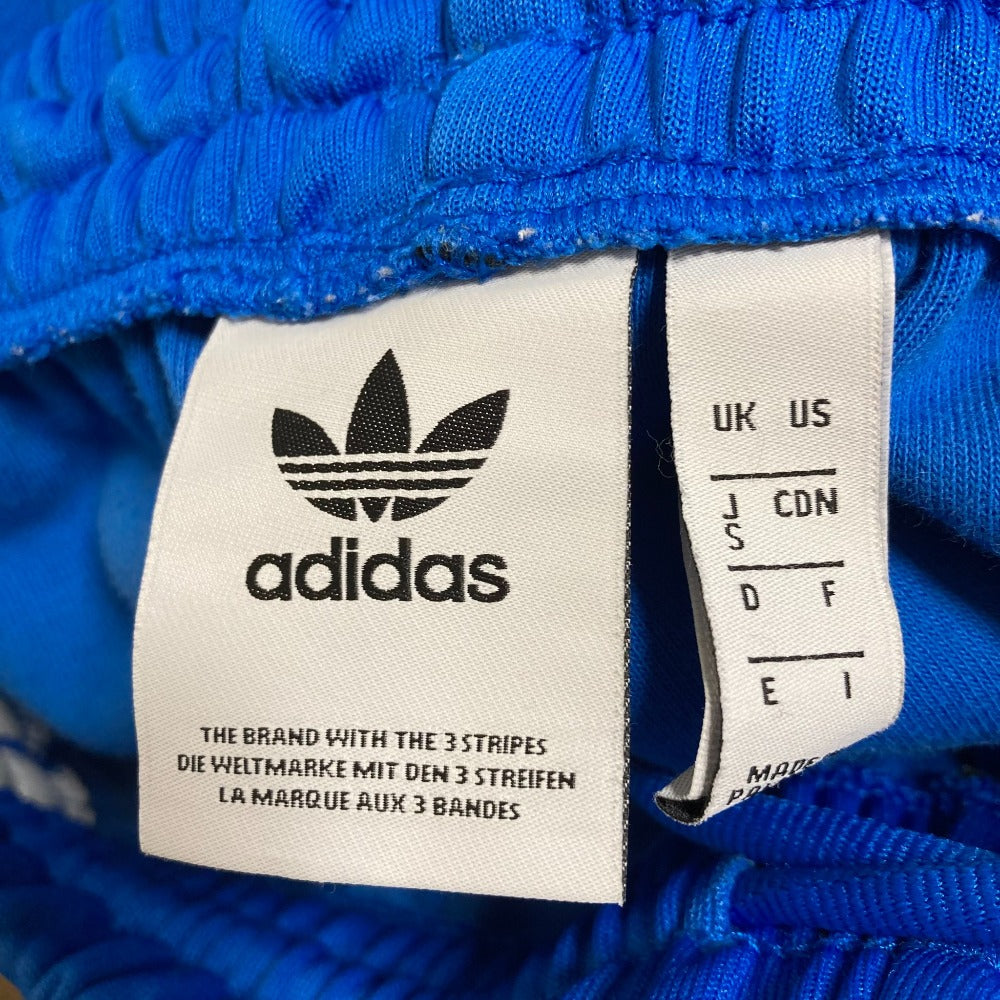 adidas
THE BRAND WITH THE 3 STRIPES
DIE WELTMARKE MIT DEN 3 STREIFEN
LA MARQUE AUX 3 BANDES
UK US
J CDN
S
D F
E I
MADE